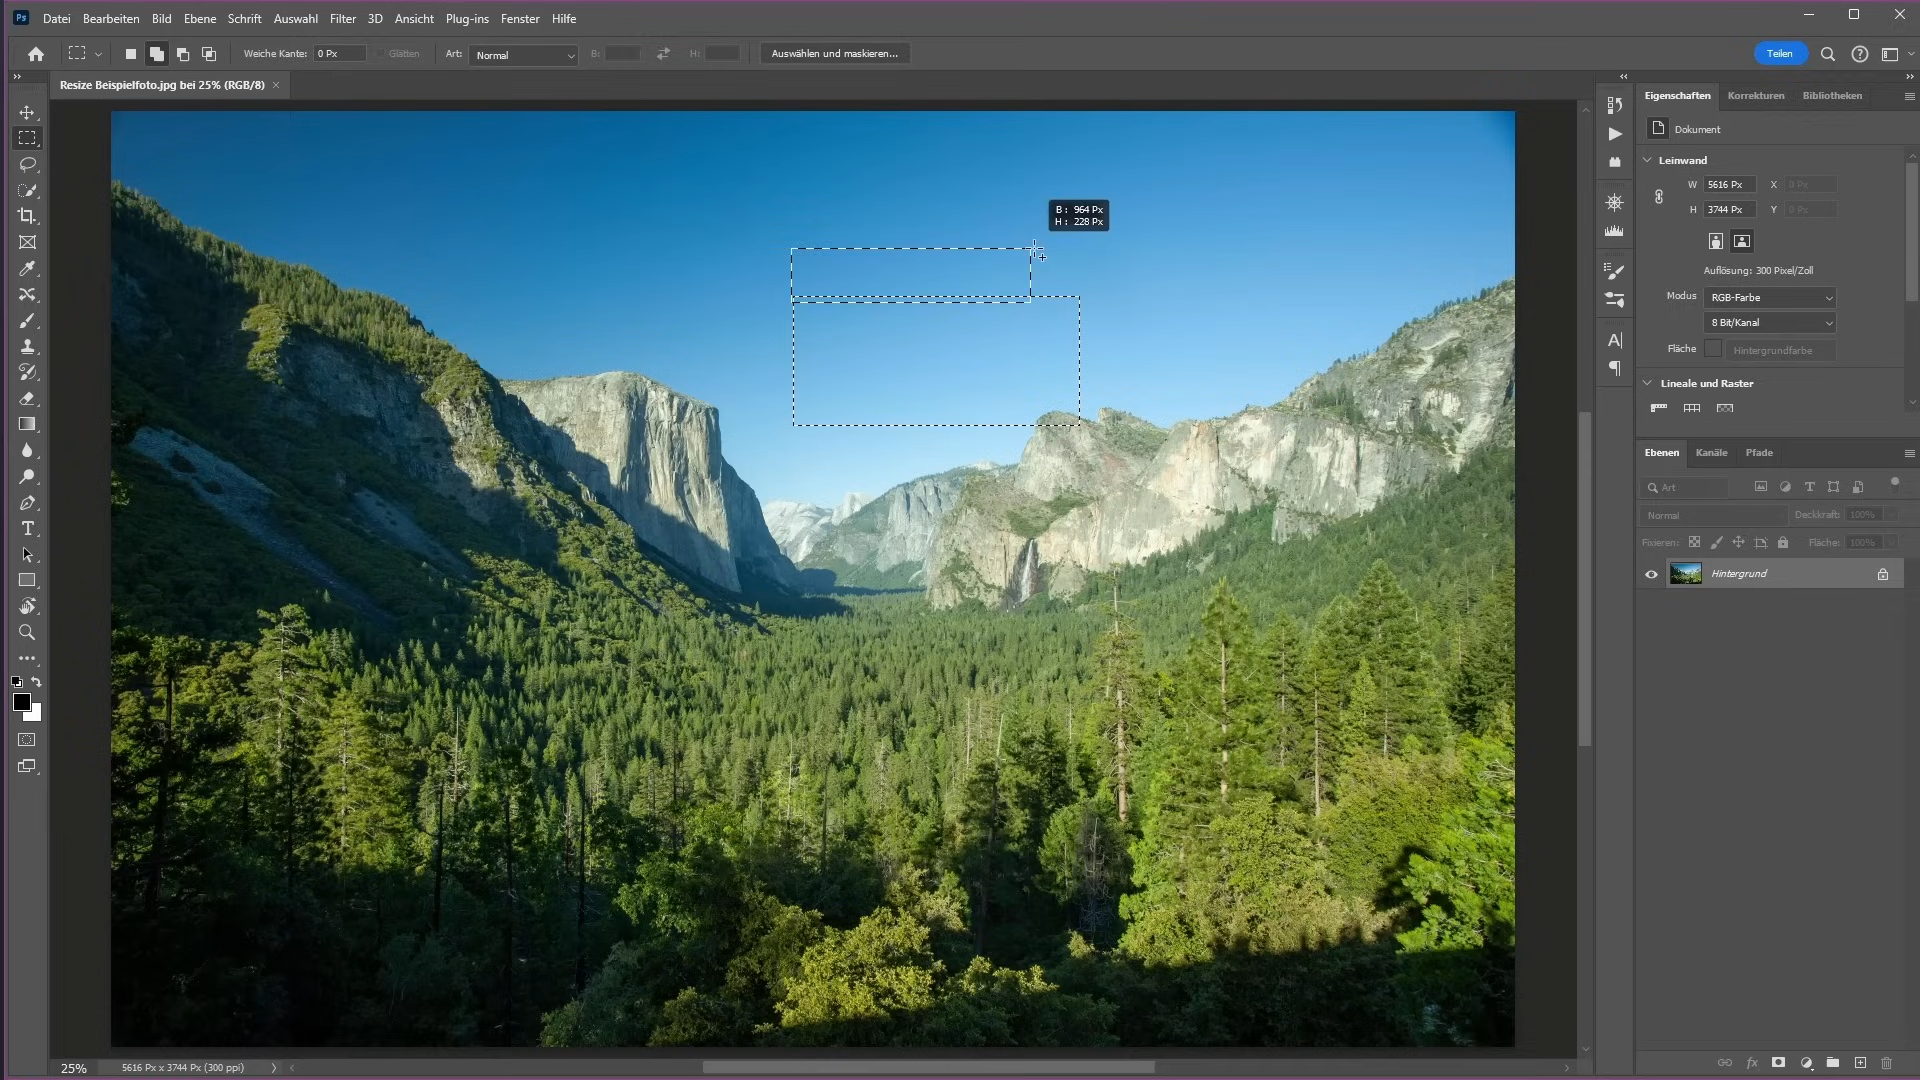 Ps Datei Bearbeiten Bild Ebene Schrift Auswahl Filter 3D Ansicht Plug-ins Fenster Hilfe
Weiche Kante: 0 Px Glätten Art: Normal B: H: Auswählen und maskieren... Teilen
Resize Beispielfoto.jpg bei 25% (RGB/8)
B : 964 Px
H : 228 Px
Eigenschaften Korrekturen Bibliotheken
Dokument
Leinwand
W 5616 Px X 0 Px
H 3744 Px Y 0 Px
Auflösung: 300 Pixel/Zoll
Modus RGB-Farbe
8 Bit/Kanal
Fläche Hintergrundfarbe
Lineale und Raster
Ebenen Kanäle Pfade
Art
Normal Deckkraft: 100%
Fixieren: Fläche: 100%
Hintergrund
25% 5616 Px x 3744 Px (300 ppi)